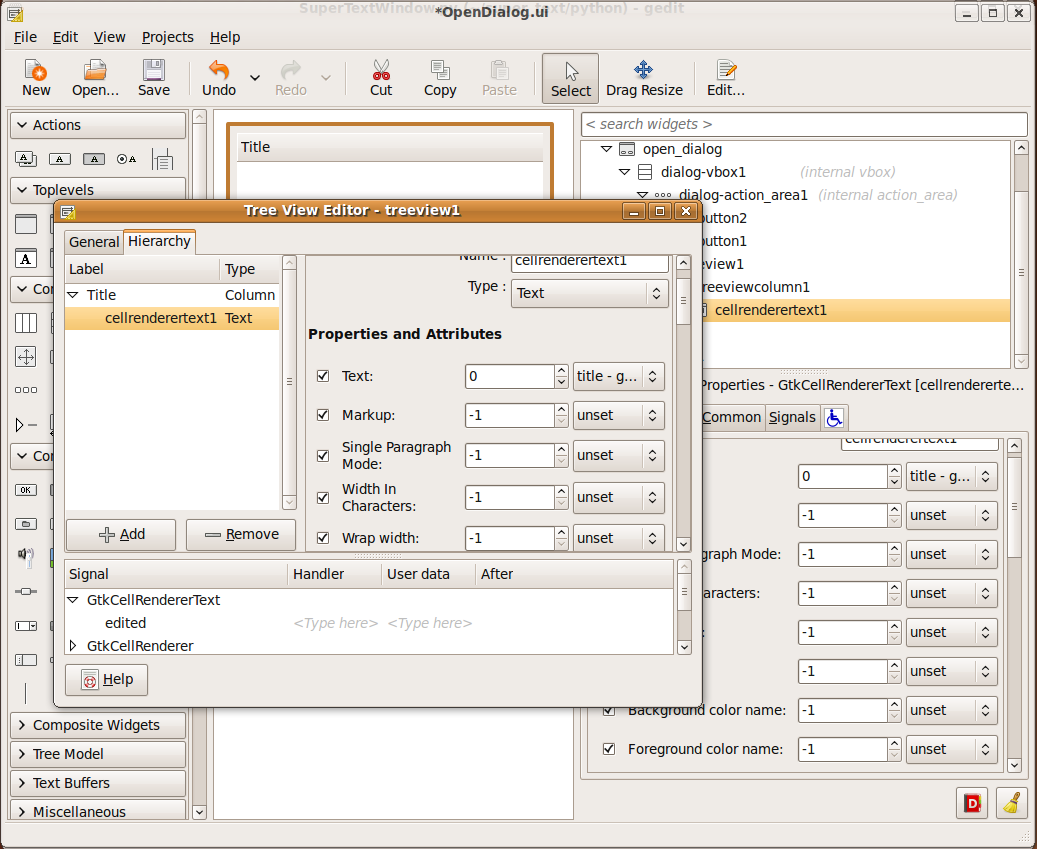 SuperTextWindow
text/python) - gedit
*OpenDialog.ui
File Edit View Projects Help
New Open... Save Undo Redo Cut Copy Paste Select Drag Resize Edit...
Actions
Toplevels
A
OK
Composite Widgets
Tree Model
Text Buffers
Miscellaneous
Title
< search widgets >
open_dialog
dialog-vbox1 (internal vbox)
dialog-action_area1 (internal action_area)
button2
button1
view1
reeviewcolumn1
cellrenderertext1
Properties - GtkCellRendererText [cellrendererte...
Common Signals
cellrenderertext1
0 title - g...
-1 unset
graph Mode: -1 unset
aracters: -1 unset
-1 unset
-1 unset
Background color name: -1 unset
Foreground color name: -1 unset
Tree View Editor - treeview1
General Hierarchy
Label Type
Title Column
cellrenderertext1 Text
Add Remove
Name : cellrenderertext1
Type : Text
Properties and Attributes
Text: 0 title - g...
Markup: -1 unset
Single Paragraph
Mode: -1 unset
Width In
Characters: -1 unset
Wrap width: -1 unset
Signal Handler User data After
GtkCellRendererText
edited <Type here> <Type here>
GtkCellRenderer
Help